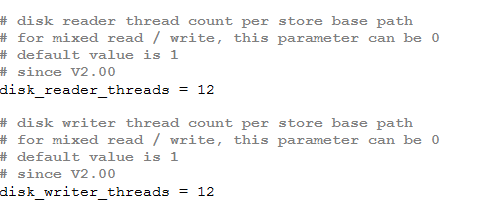 # disk reader thread count per store base path
# for mixed read / write, this parameter can be 0
# default value is 1
# since V2.00
disk_reader_threads = 12
# disk writer thread count per store base path
# for mixed read / write, this parameter can be 0
# default value is 1
# since V2.00
disk_writer_threads = 12